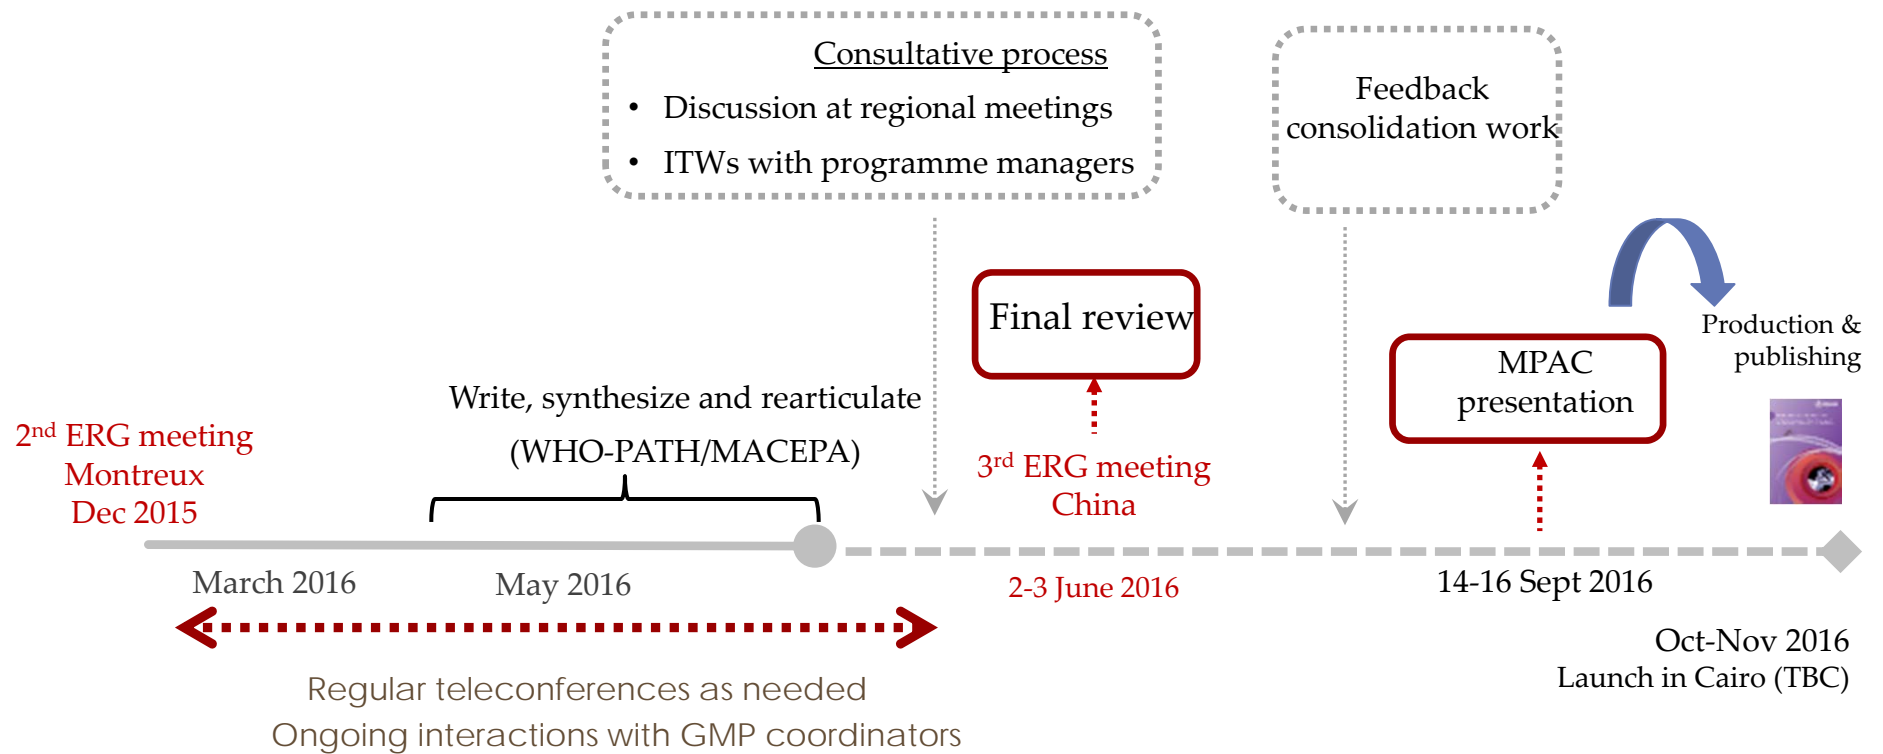 Consultative process
• Discussion at regional meetings
• ITWs with programme managers
Feedback
consolidation work
Final review
MPAC
presentation
Production &
publishing
Write, synthesize and rearticulate
(WHO-PATH/MACEPA)
2nd ERG meeting
Montreux
Dec 2015
3rd ERG meeting
China
March 2016
May 2016
2-3 June 2016
14-16 Sept 2016
Oct-Nov 2016
Launch in Cairo (TBC)
Regular teleconferences as needed
Ongoing interactions with GMP coordinators